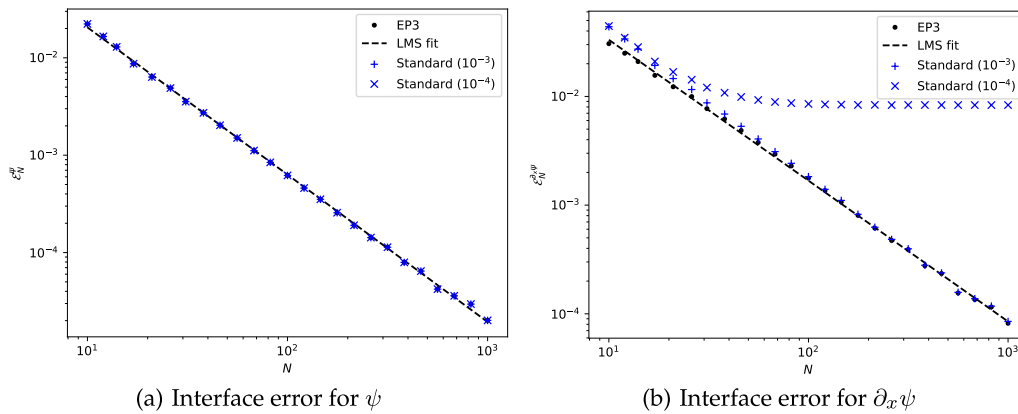 EP3
LMS fit
Standard (10⁻³)
Standard (10⁻⁴)
10⁻²
10⁻³
10⁻⁴
ℰ_N^ψ
10¹
10²
10³
N
(a) Interface error for ψ
EP3
LMS fit
Standard (10⁻³)
Standard (10⁻⁴)
10⁻²
10⁻³
10⁻⁴
ℰ_N^{∂ₓψ}
10¹
10²
10³
N
(b) Interface error for ∂ₓψ